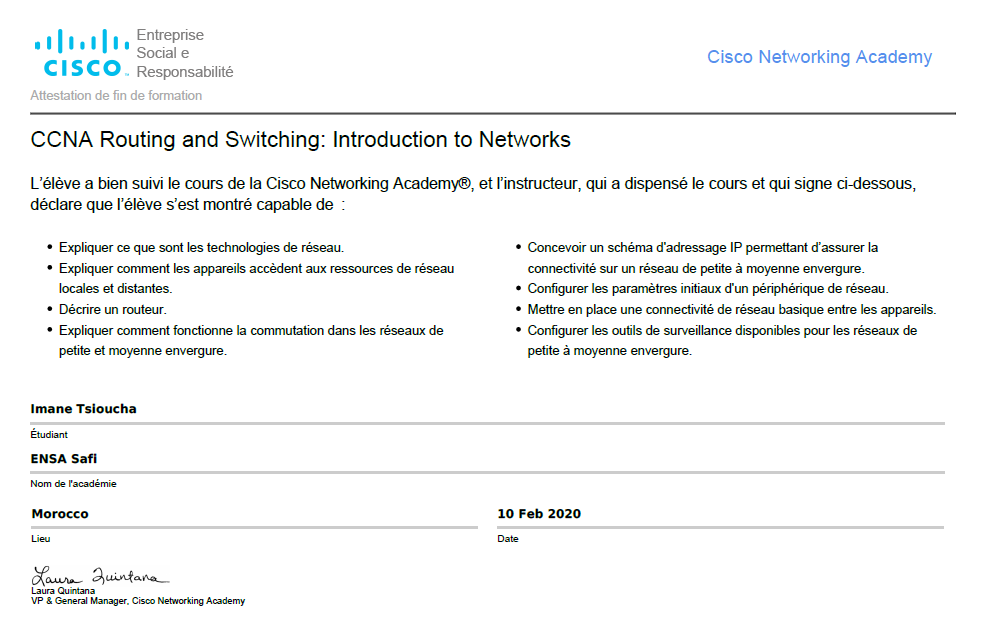 Entreprise
Social e
Responsabilité
CISCO™
Cisco Networking Academy
Attestation de fin de formation
CCNA Routing and Switching: Introduction to Networks
L’élève a bien suivi le cours de la Cisco Networking Academy®, et l’instructeur, qui a dispensé le cours et qui signe ci-dessous,
déclare que l’élève s’est montré capable de :
• Expliquer ce que sont les technologies de réseau.
• Expliquer comment les appareils accèdent aux ressources de réseau
locales et distantes.
• Décrire un routeur.
• Expliquer comment fonctionne la commutation dans les réseaux de
petite et moyenne envergure.
• Concevoir un schéma d’adressage IP permettant d’assurer la
connectivité sur un réseau de petite à moyenne envergure.
• Configurer les paramètres initiaux d'un périphérique de réseau.
• Mettre en place une connectivité de réseau basique entre les appareils.
• Configurer les outils de surveillance disponibles pour les réseaux de
petite à moyenne envergure.
Imane Tsioucha
Étudiant
ENSA Safi
Nom de l'académie
Morocco
Lieu
10 Feb 2020
Date
Laura Quintana
Laura Quintana
VP & General Manager, Cisco Networking Academy